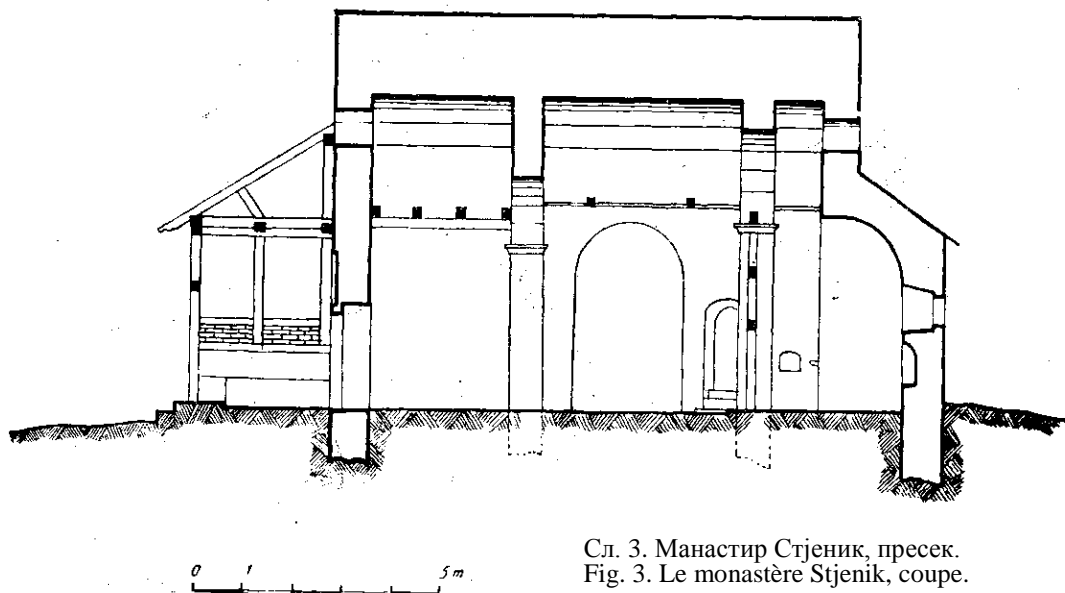 0 1 5 m
Сл. 3. Манастир Стјеник, пресек.
Fig. 3. Le monastère Stjenik, coupe.